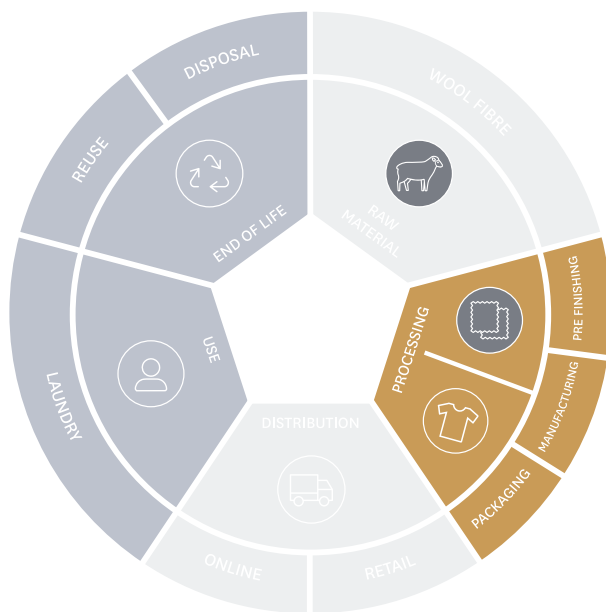 DISPOSAL
WOOL FIBRE
REUSE
END OF LIFE
RAW
MATERIAL
PRE FINISHING
PROCESSING
USE
MANUFACTURING
LAUNDRY
DISTRIBUTION
PACKAGING
ONLINE
RETAIL